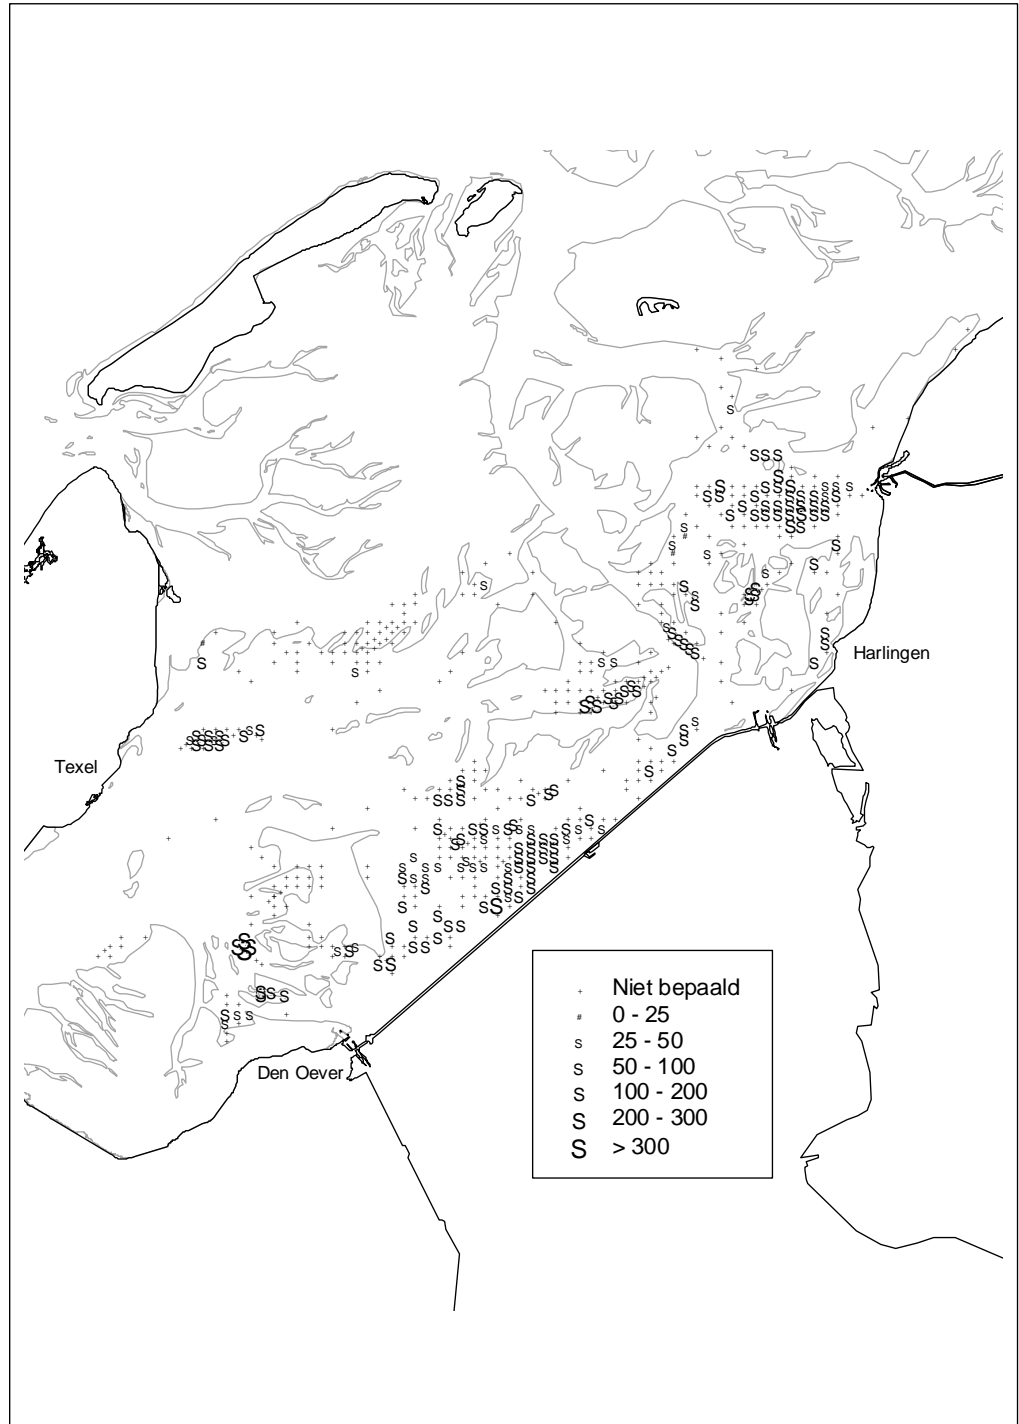 Harlingen
Texel
Den Oever
+ Niet bepaald
# 0 - 25
S 25 - 50
S 50 - 100
S 100 - 200
S 200 - 300
S > 300